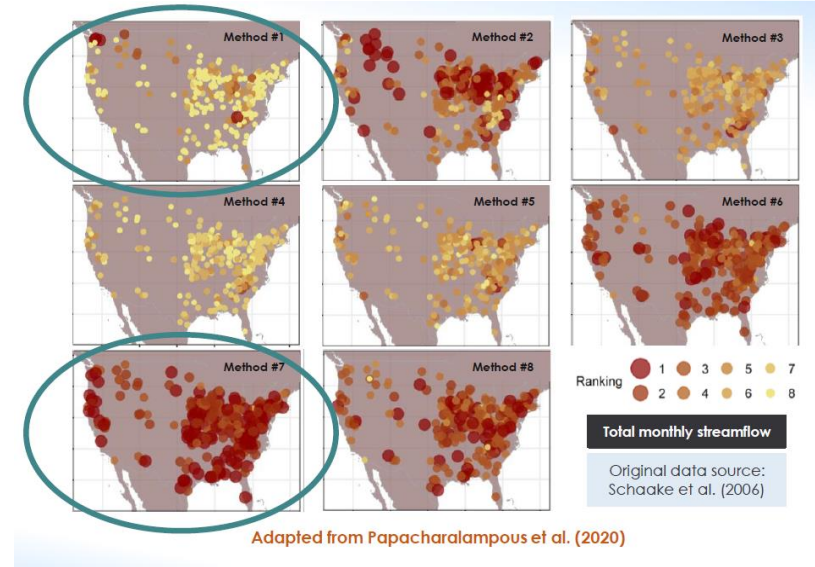 Method #1
Method #2
Method #3
Method #4
Method #5
Method #6
Method #7
Method #8
Ranking
1 3 5 7
2 4 6 8
Total monthly streamflow
Original data source:
Schaake et al. (2006)
Adapted from Papacharalampous et al. (2020)